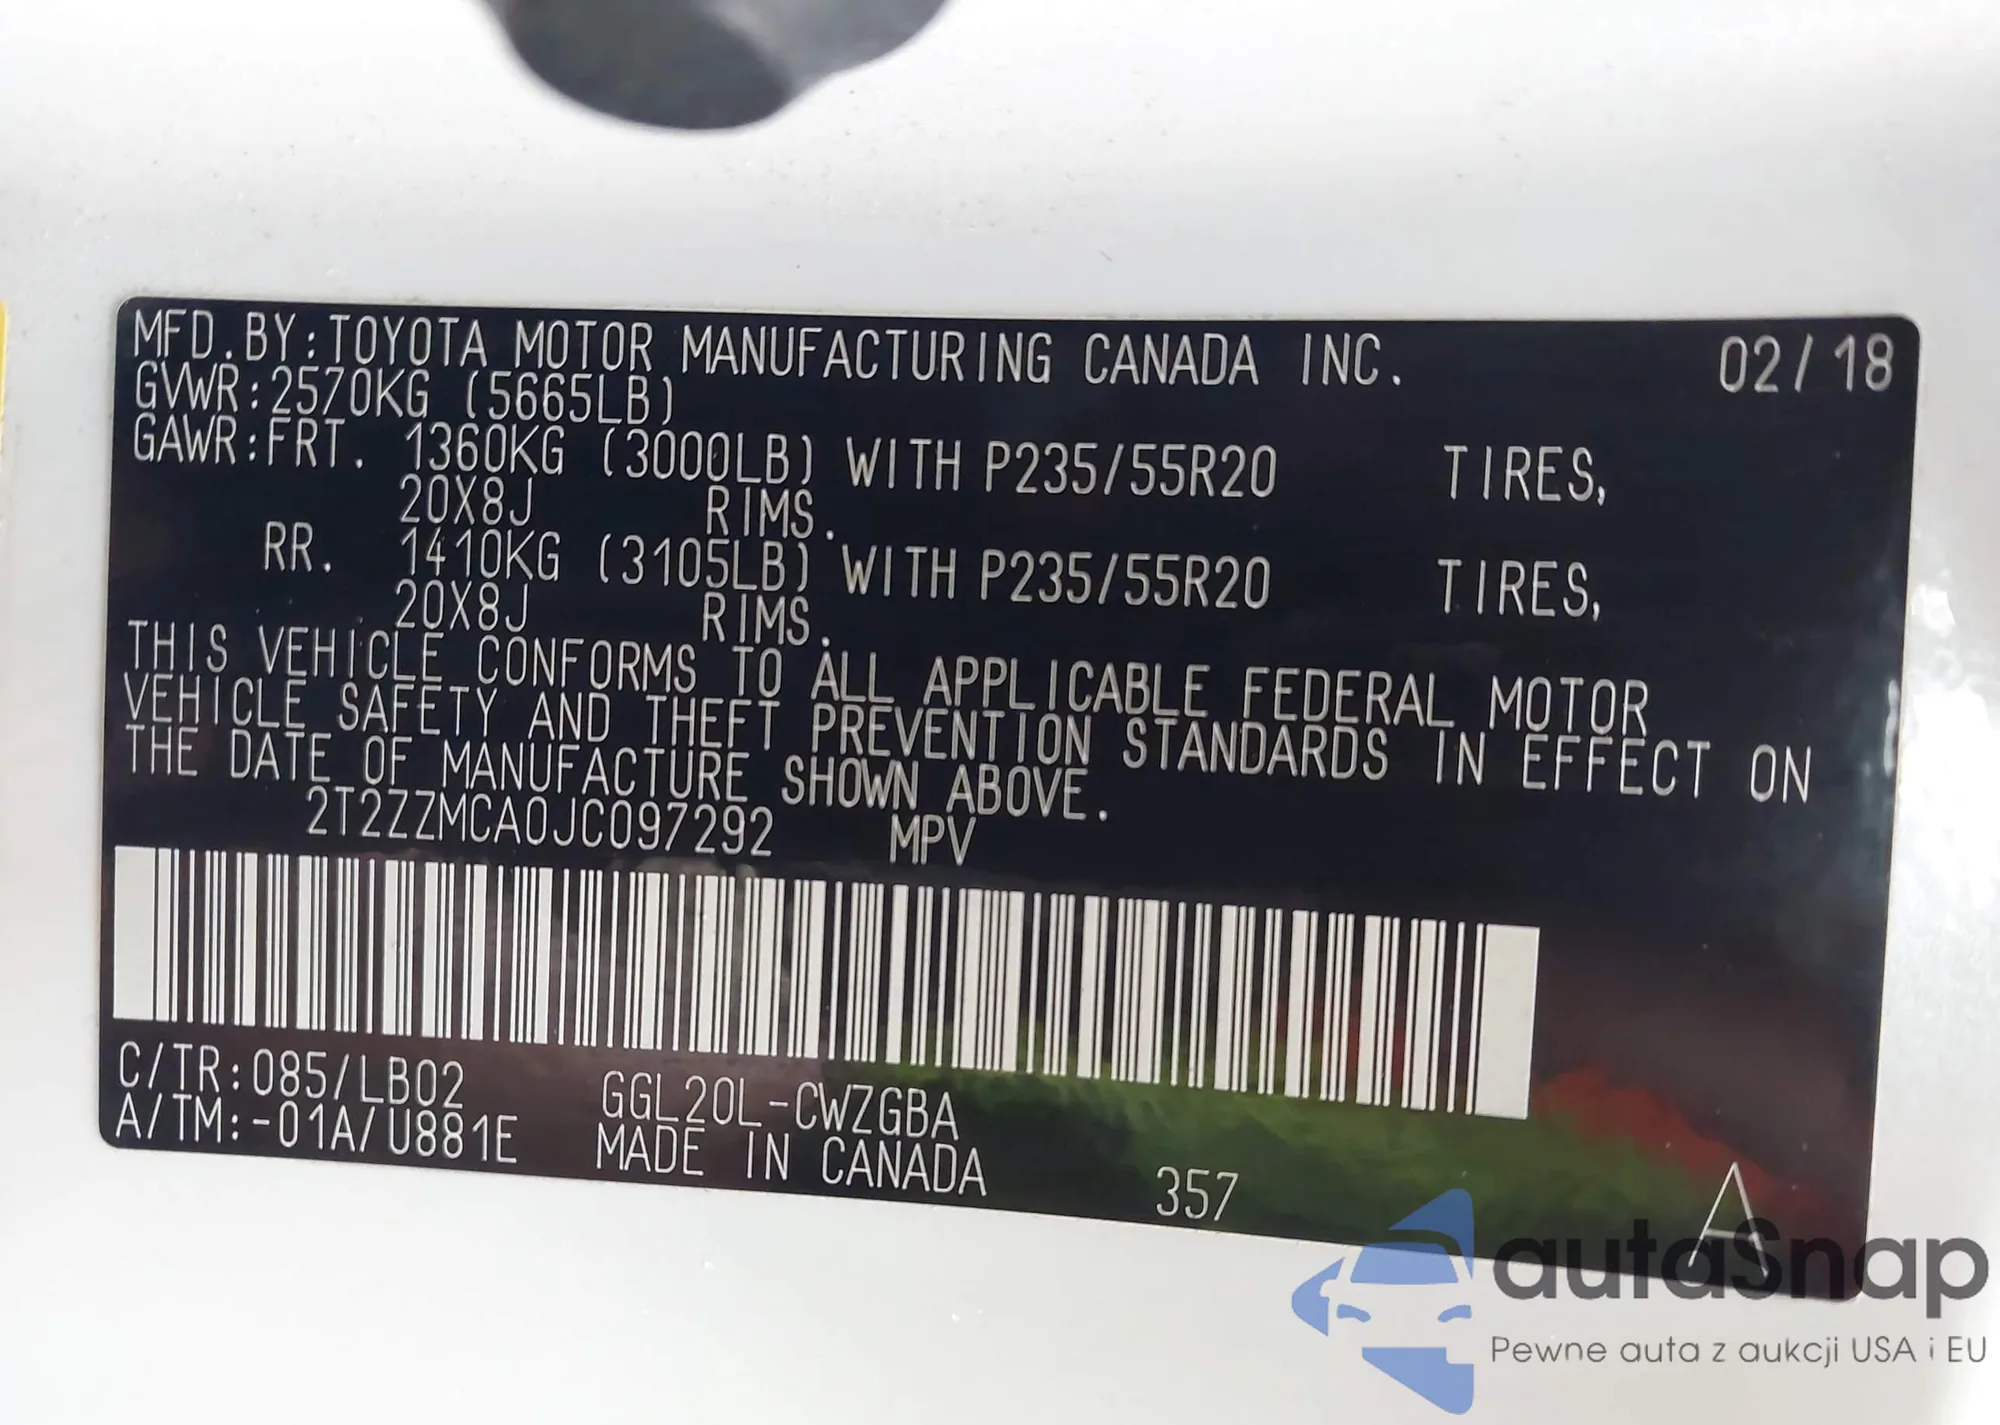 MFD.BY:TOYOTA MOTOR MANUFACTURING CANADA INC. 02/18
GVWR:2570KG (5665LB)
GAWR:FRT. 1360KG (3000LB) WITH P235/55R20 TIRES,
20X8J RIMS.
RR. 1410KG (3105LB) WITH P235/55R20 TIRES,
20X8J RIMS.
THIS VEHICLE CONFORMS TO ALL APPLICABLE FEDERAL MOTOR
VEHICLE SAFETY AND THEFT PREVENTION STANDARDS IN EFFECT ON
THE DATE OF MANUFACTURE SHOWN ABOVE.
2T2ZZMCA0JC097292 MPV
C/TR:085/LB02 GGL20L-CWZGBA
A/TM:-01A/U881E MADE IN CANADA 357 A
autaSnap
Pewne auta z aukcji USA i EU